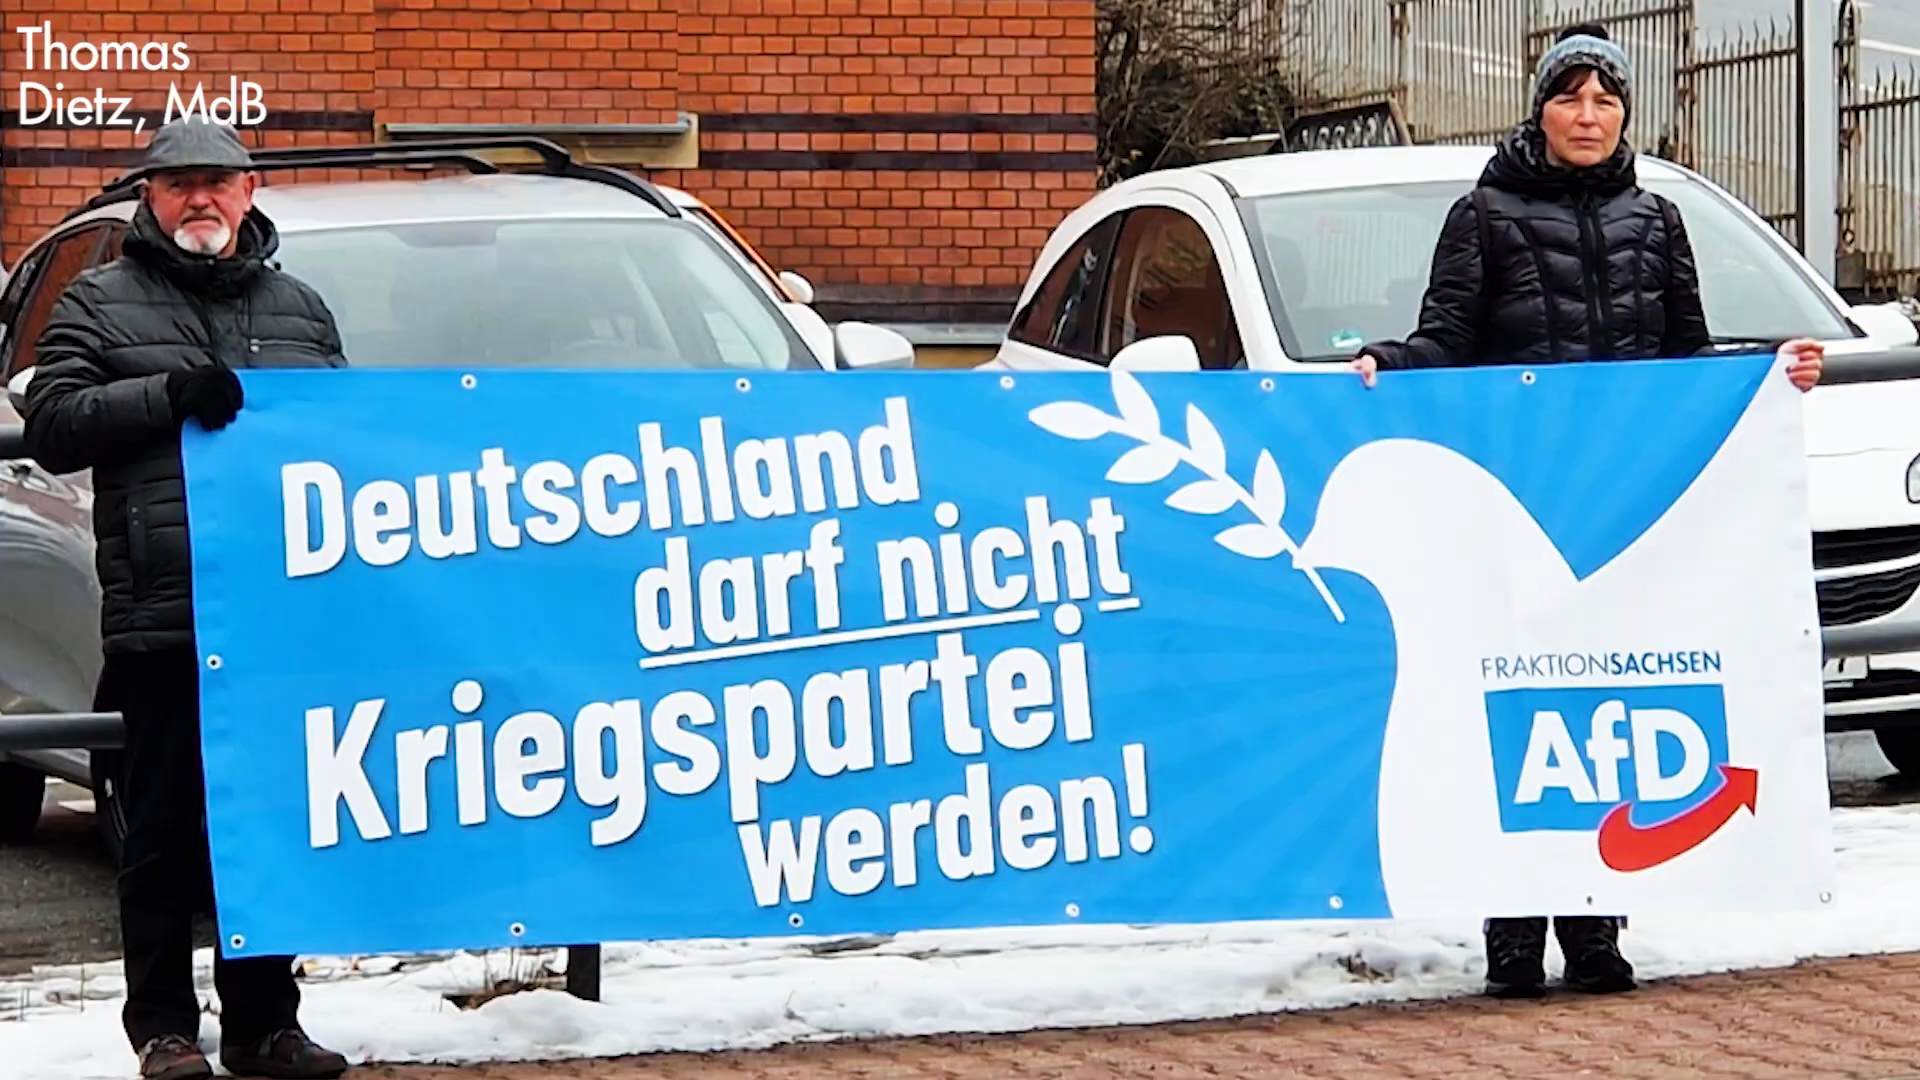 Thomas
Dietz, MdB
Deutschland
darf nicht
Kriegspartei
werden!
FRAKTIONSACHSEN
AfD